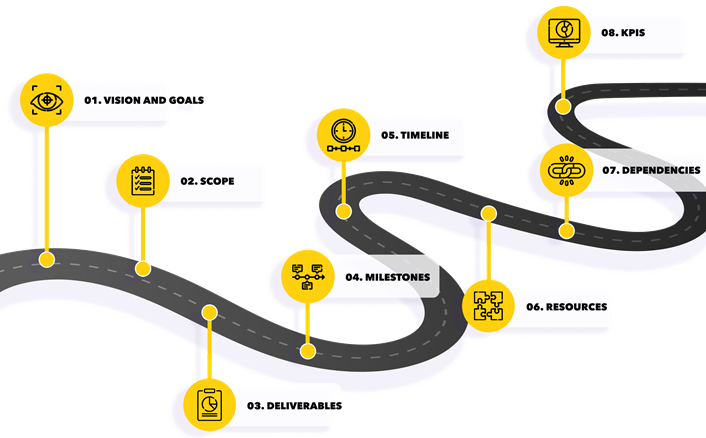 01. VISION AND GOALS
02. SCOPE
03. DELIVERABLES
04. MILESTONES
05. TIMELINE
06. RESOURCES
07. DEPENDENCIES
08. KPIS